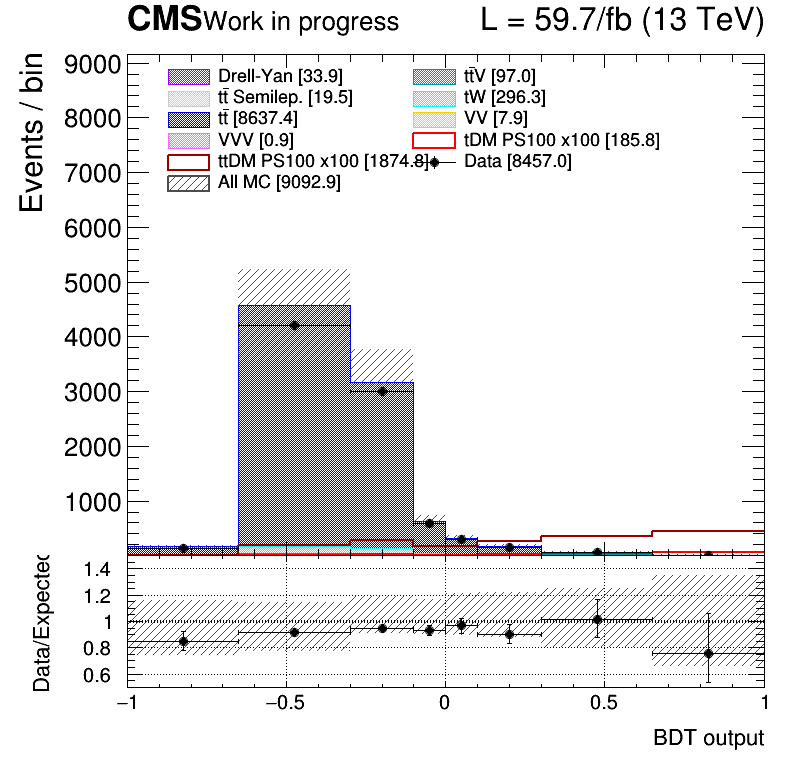 CMS Work in progress L = 59.7/fb (13 TeV)
Drell-Yan [33.9] tt̄V [97.0]
tt̄ Semilep. [19.5] tW [296.3]
tt̄ [8637.4] VV [7.9]
VVV [0.9] tDM PS100 x100 [185.8]
ttDM PS100 x100 [1874.8] Data [8457.0]
All MC [9092.9]
Events / bin
9000
8000
7000
6000
5000
4000
3000
2000
1000
Data/Expected
1.4
1.2
1
0.8
0.6
−1 −0.5 0 0.5 1
BDT output